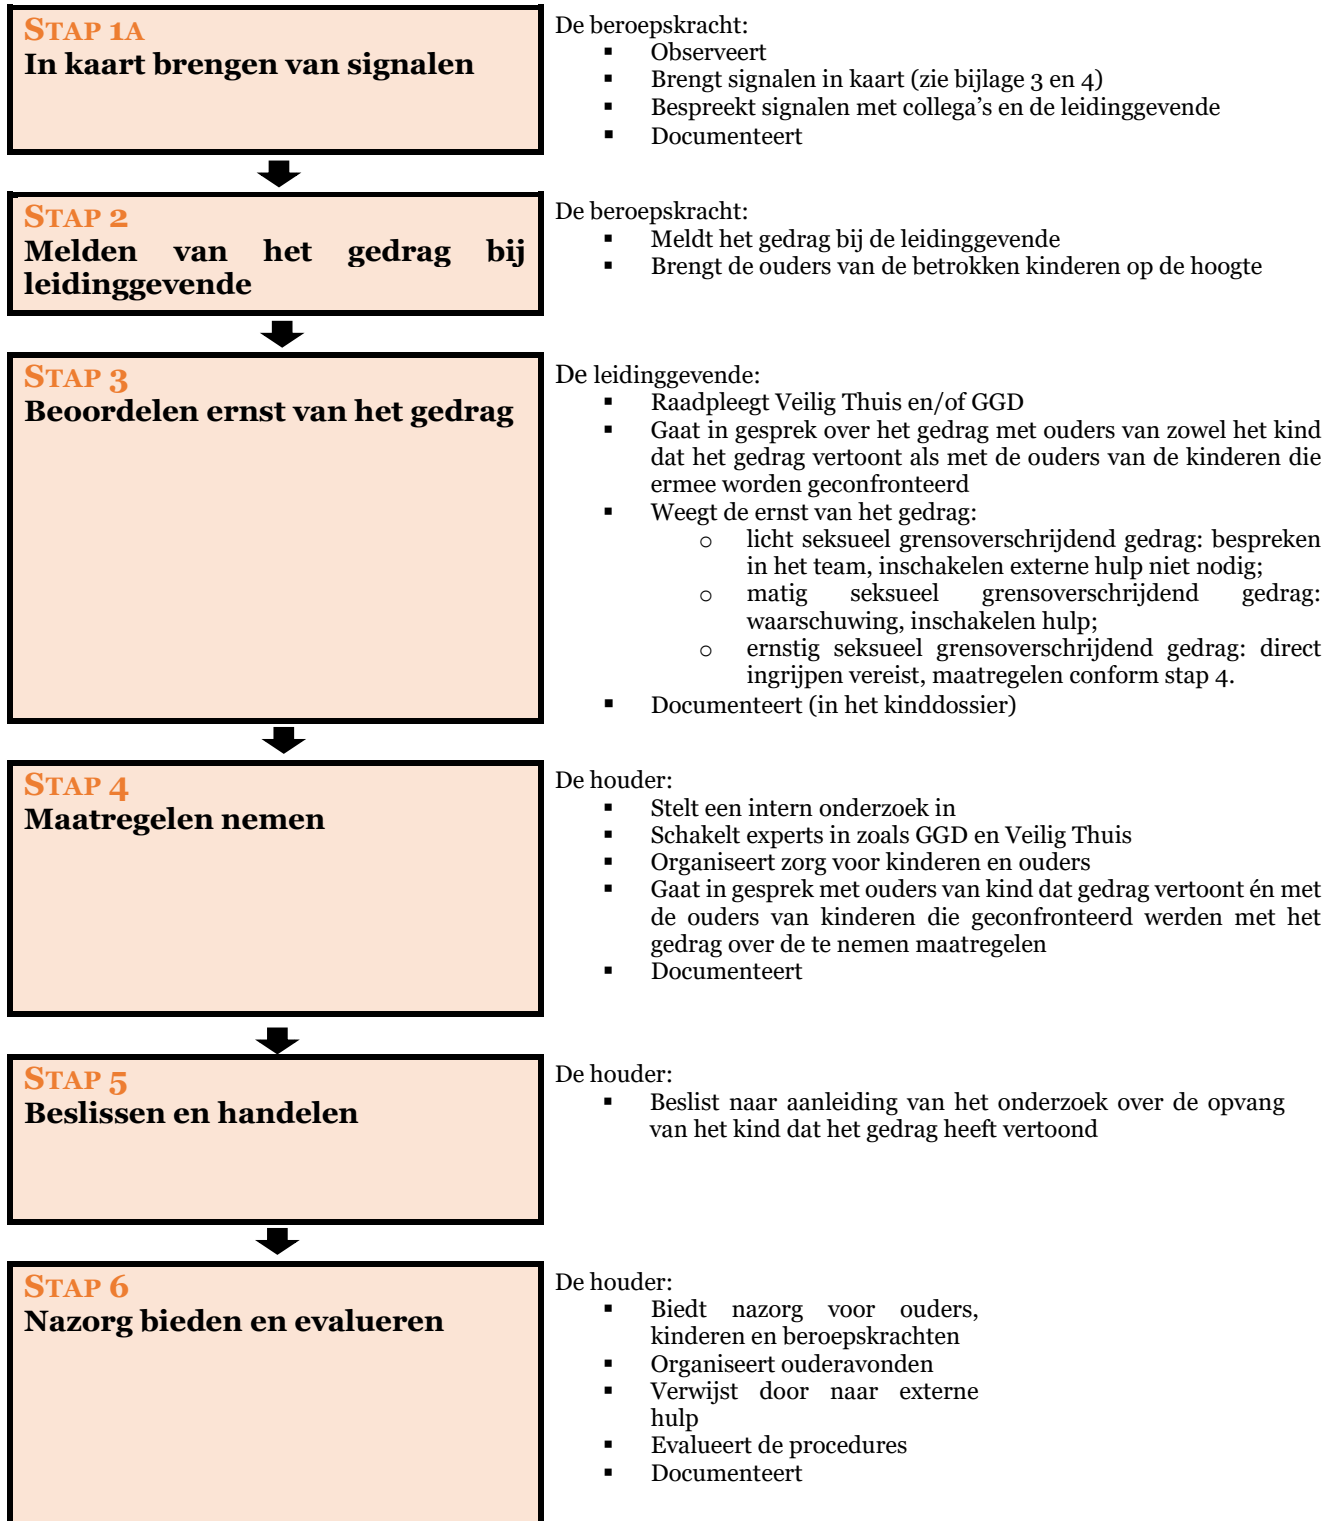 STAP 1A
In kaart brengen van signalen
De beroepskracht:
▪ Observeert
▪ Brengt signalen in kaart (zie bijlage 3 en 4)
▪ Bespreekt signalen met collega’s en de leidinggevende
▪ Documenteert
STAP 2
Melden van het gedrag bij
leidinggevende
De beroepskracht:
▪ Meldt het gedrag bij de leidinggevende
▪ Brengt de ouders van de betrokken kinderen op de hoogte
STAP 3
Beoordelen ernst van het gedrag
De leidinggevende:
▪ Raadpleegt Veilig Thuis en/of GGD
▪ Gaat in gesprek over het gedrag met ouders van zowel het kind
dat het gedrag vertoont als met de ouders van de kinderen die
ermee worden geconfronteerd
▪ Weegt de ernst van het gedrag:
o licht seksueel grensoverschrijdend gedrag: bespreken
in het team, inschakelen externe hulp niet nodig;
o matig seksueel grensoverschrijdend gedrag:
waarschuwing, inschakelen hulp;
o ernstig seksueel grensoverschrijdend gedrag: direct
ingrijpen vereist, maatregelen conform stap 4.
▪ Documenteert (in het kinddossier)
STAP 4
Maatregelen nemen
De houder:
▪ Stelt een intern onderzoek in
▪ Schakelt experts in zoals GGD en Veilig Thuis
▪ Organiseert zorg voor kinderen en ouders
▪ Gaat in gesprek met ouders van kind dat gedrag vertoont én met
de ouders van kinderen die geconfronteerd werden met het
gedrag over de te nemen maatregelen
▪ Documenteert
STAP 5
Beslissen en handelen
De houder:
▪ Beslist naar aanleiding van het onderzoek over de opvang
van het kind dat het gedrag heeft vertoond
STAP 6
Nazorg bieden en evalueren
De houder:
▪ Biedt nazorg voor ouders,
kinderen en beroepskrachten
▪ Organiseert ouderavonden
▪ Verwijst door naar externe
hulp
▪ Evalueert de procedures
▪ Documenteert